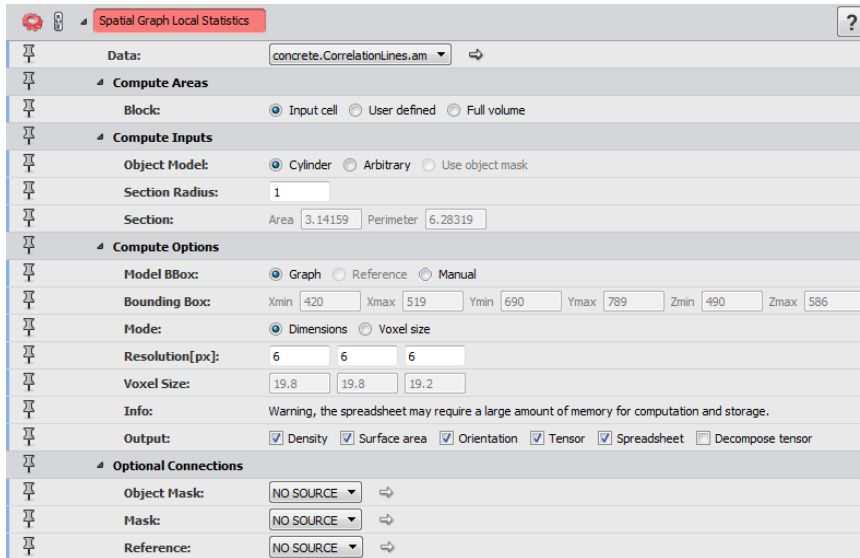 Spatial Graph Local Statistics ?
Data: concrete.CorrelationLines.am
Compute Areas
Block: Input cell User defined Full volume
Compute Inputs
Object Model: Cylinder Arbitrary Use object mask
Section Radius: 1
Section: Area 3.14159 Perimeter 6.28319
Compute Options
Model BBox: Graph Reference Manual
Bounding Box: Xmin 420 Xmax 519 Ymin 690 Ymax 789 Zmin 490 Zmax 586
Mode: Dimensions Voxel size
Resolution[px]: 6 6 6
Voxel Size: 19.8 19.8 19.2
Info: Warning, the spreadsheet may require a large amount of memory for computation and storage.
Output: Density Surface area Orientation Tensor Spreadsheet Decompose tensor
Optional Connections
Object Mask: NO SOURCE
Mask: NO SOURCE
Reference: NO SOURCE